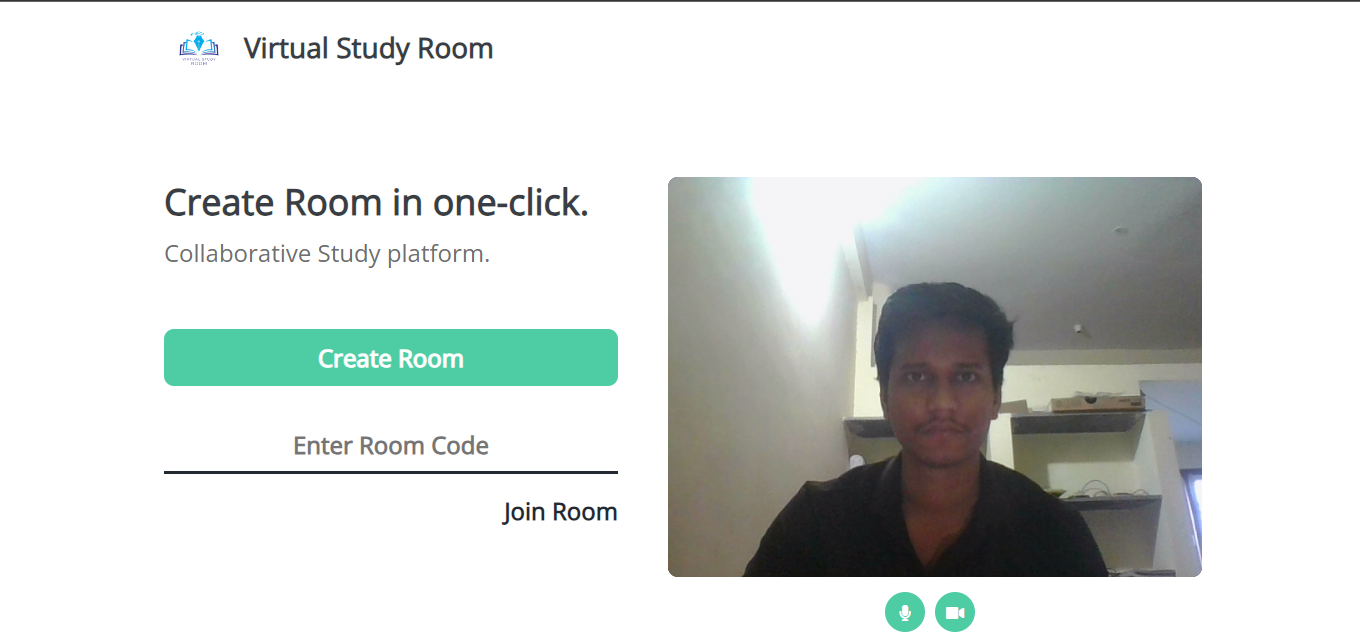 VIRTUAL STUDY
ROOM
Virtual Study Room
Create Room in one-click.
Collaborative Study platform.
Create Room
Enter Room Code
Join Room